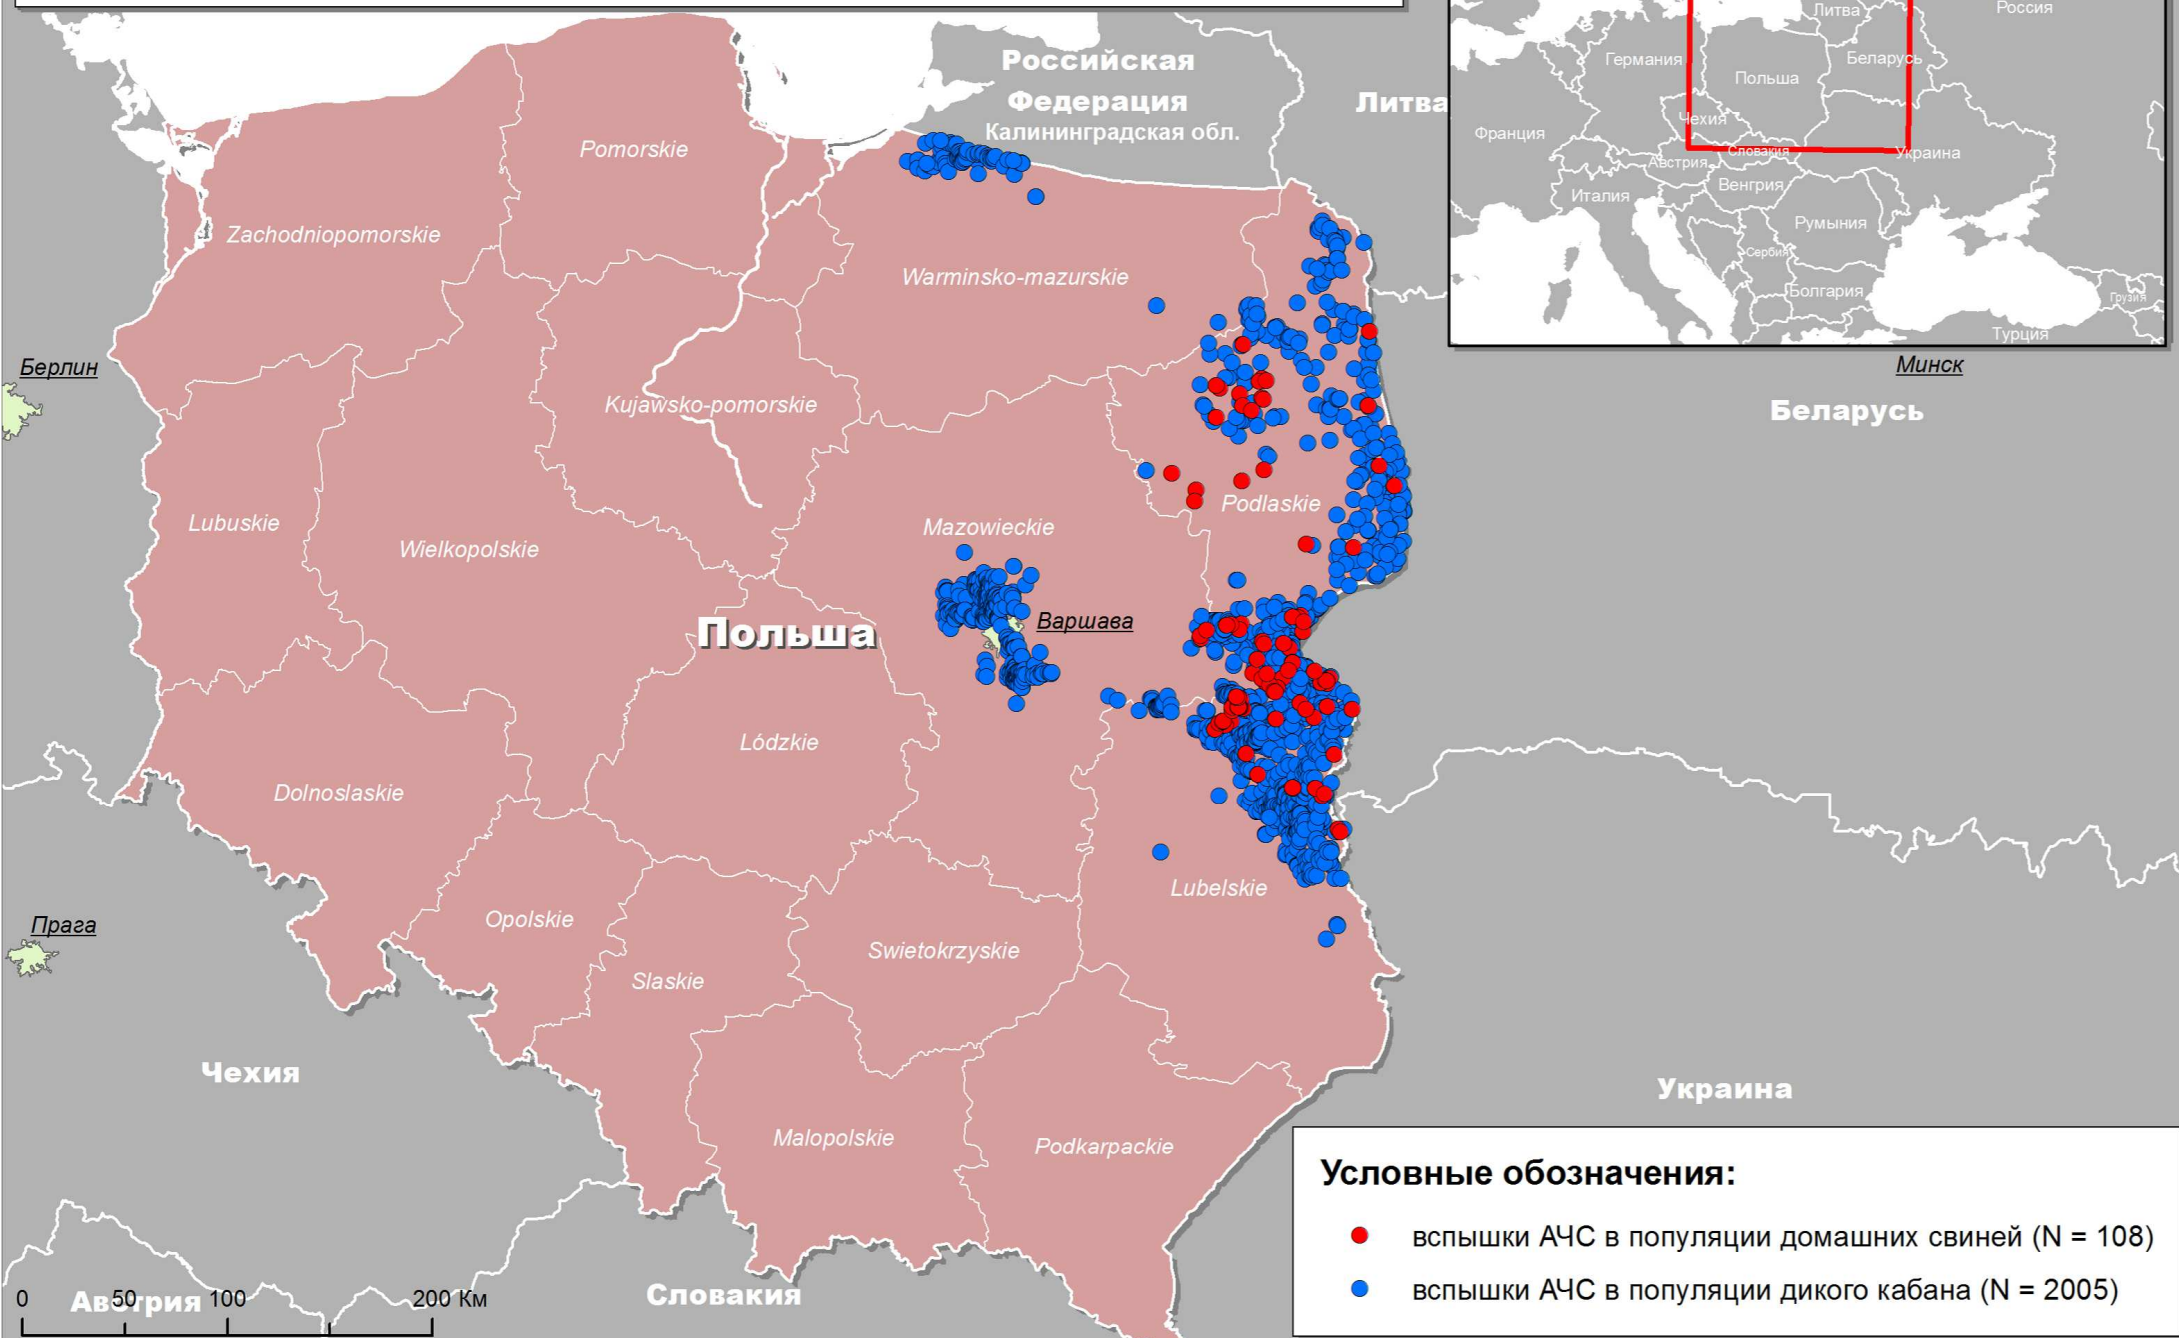 Российская
Федерация
Калининградская обл.
Литва
Pomorskie
Zachodniopomorskie
Warminsko-mazurskie
Берлин
Kujawsko-pomorskie
Минск
Беларусь
Lubuskie
Wielkopolskie
Mazowieckie
Podlaskie
Польша
Варшава
Lódzkie
Dolnoslaskie
Lubelskie
Прага
Opolskie
Slaskie
Swietokrzyskie
Чехия
Украина
Malopolskie
Podkarpackie
Словакия
Австрия
0 50 100 200 Км
Литва
Россия
Германия
Беларусь
Польша
Чехия
Франция
Словакия
Украина
Австрия
Венгрия
Италия
Румыния
Сербия
Болгария
Грузия
Турция
Условные обозначения:
вспышки АЧС в популяции домашних свиней (N = 108)
вспышки АЧС в популяции дикого кабана (N = 2005)